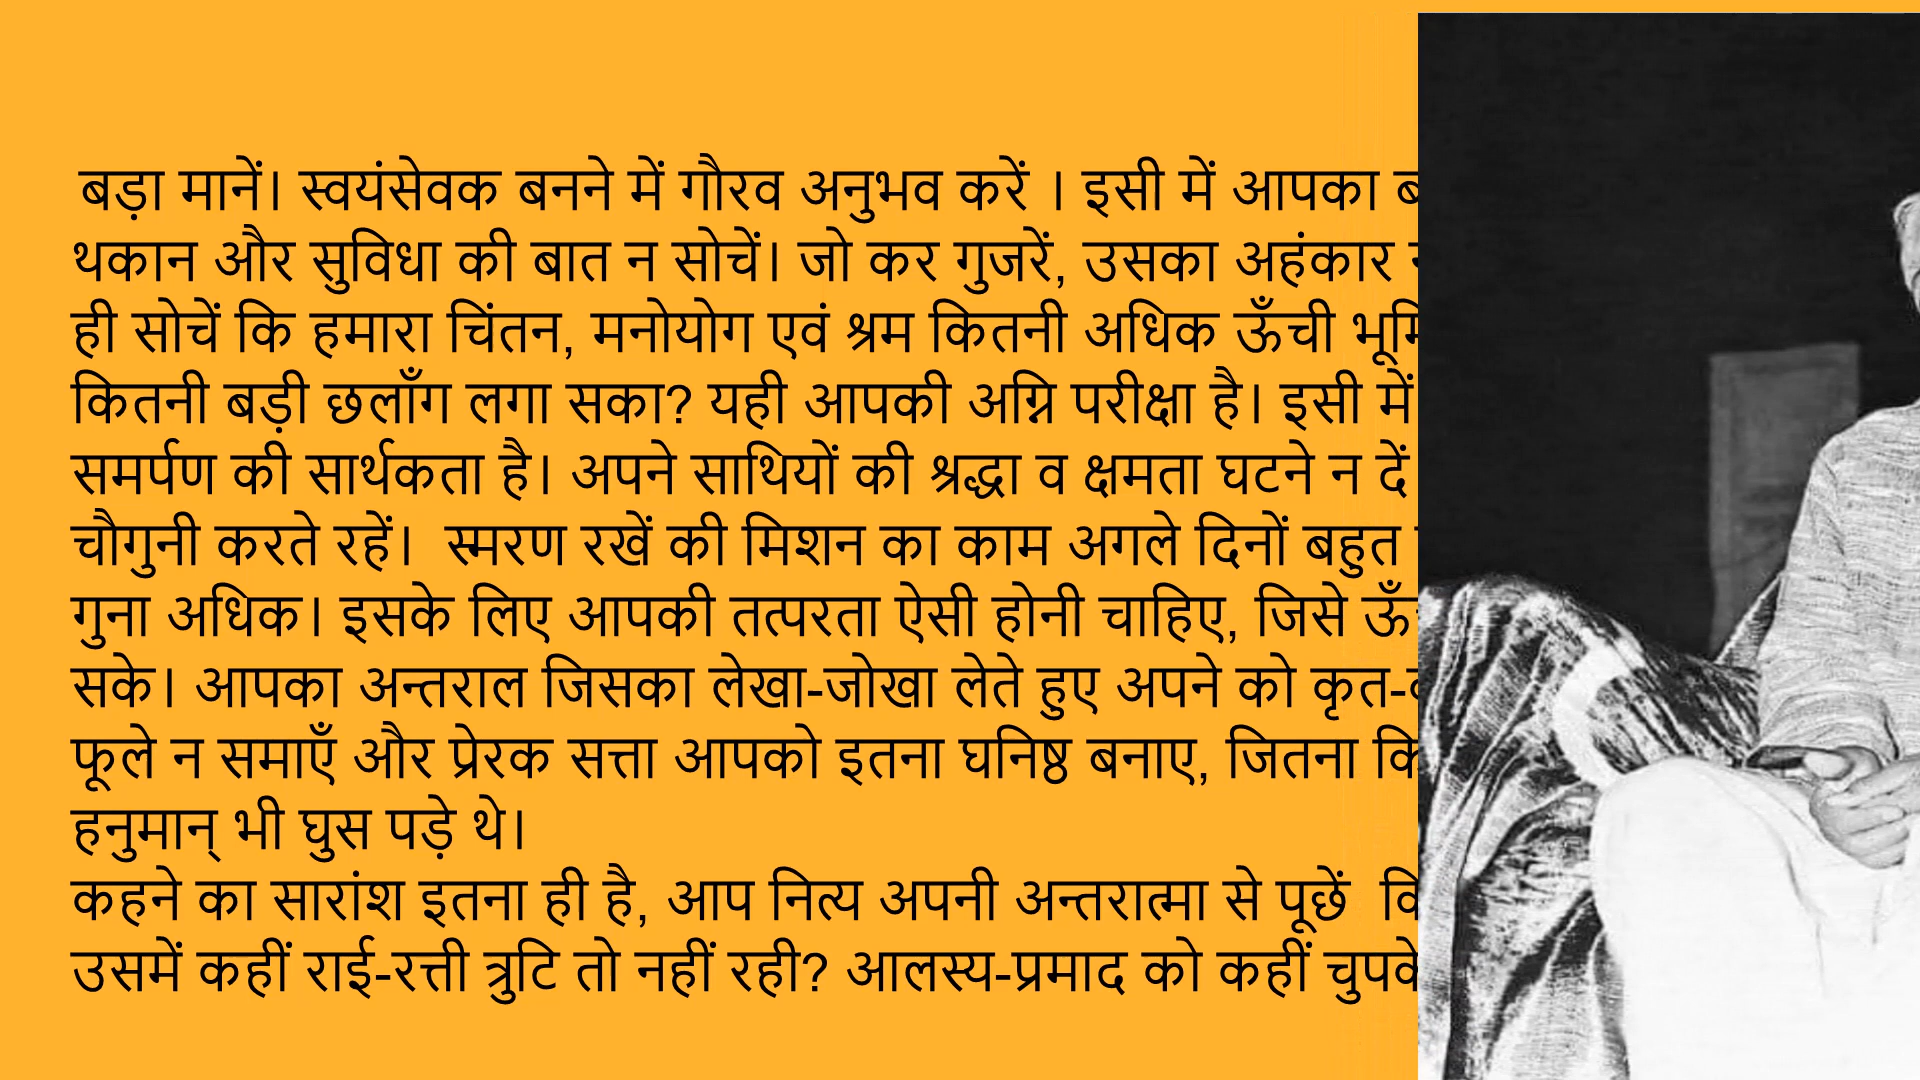 बड़ा मानें। स्वयंसेवक बनने में गौरव अनुभव करें । इसी में आपका
थकान और सुविधा की बात न सोचें। जो कर गुजरें, उसका अहंकार
ही सोचें कि हमारा चिंतन, मनोयोग एवं श्रम कितनी अधिक ऊँची
कितनी बड़ी छलाँग लगा सका? यही आपकी अग्नि परीक्षा है। इसी में
समर्पण की सार्थकता है। अपने साथियों की श्रद्धा व क्षमता घटने न दें
चौगुनी करते रहें।  स्मरण रखें की मिशन का काम अगले दिनों बहुत
गुना अधिक। इसके लिए आपकी तत्परता ऐसी होनी चाहिए, जिसे
सके। आपका अन्तराल जिसका लेखा-जोखा लेते हुए अपने को
फूले न समाएँ और प्रेरक सत्ता आपको इतना घनिष्ठ बनाए, जितना
हनुमान् भी घुस पड़े थे।
कहने का सारांश इतना ही है, आप नित्य अपनी अन्तरात्मा से पूछें
उसमें कहीं राई-रत्ती त्रुटि तो नहीं रही? आलस्य-प्रमाद को कहीं